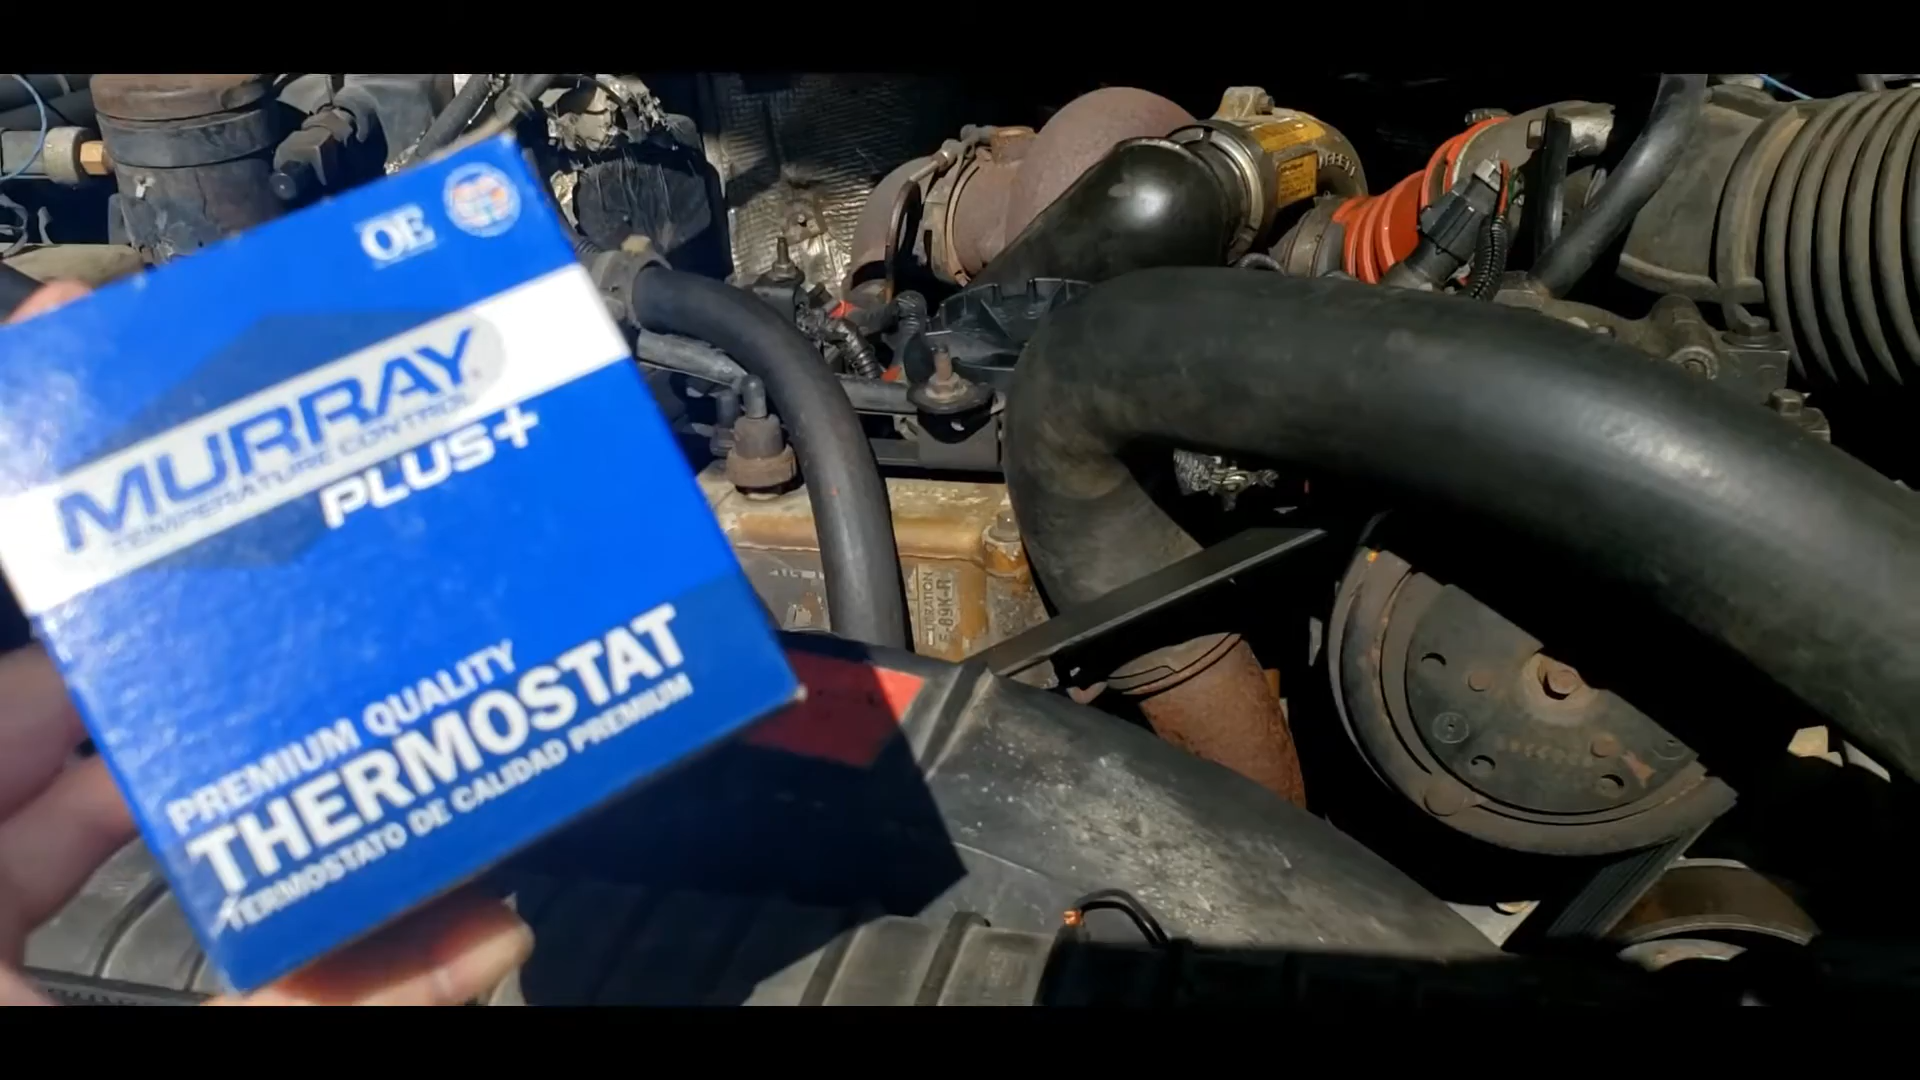 OE
MURRAY
TEMPERATURE CONTROL
PLUS+
PREMIUM QUALITY
THERMOSTAT
TERMOSTATO DE CALIDAD PREMIUM